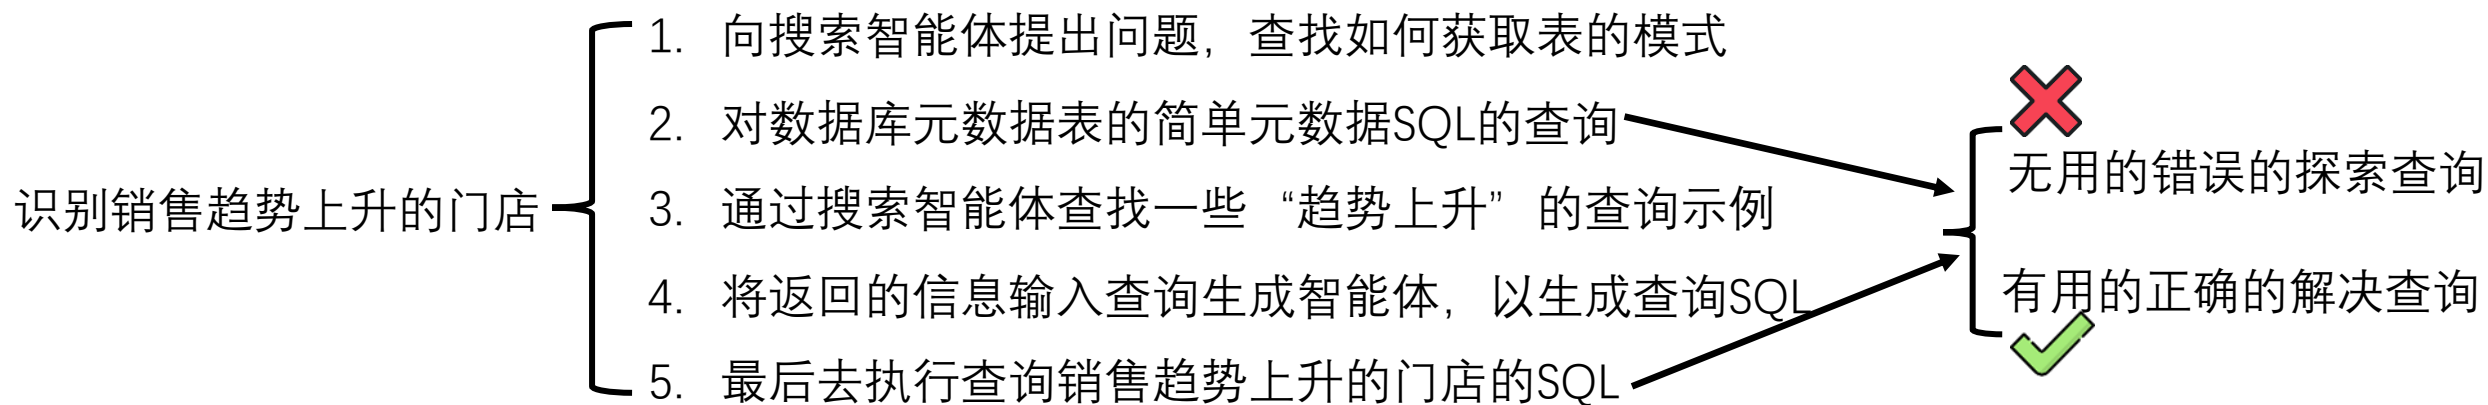 识别销售趋势上升的门店
1. 向搜索智能体提出问题，查找如何获取表的模式
2. 对数据库元数据表的简单元数据SQL的查询
3. 通过搜索智能体查找一些“趋势上升”的查询示例
4. 将返回的信息输入查询生成智能体，以生成查询SQL
5. 最后去执行查询销售趋势上升的门店的SQL
无用的错误的探索查询
有用的正确的解决查询